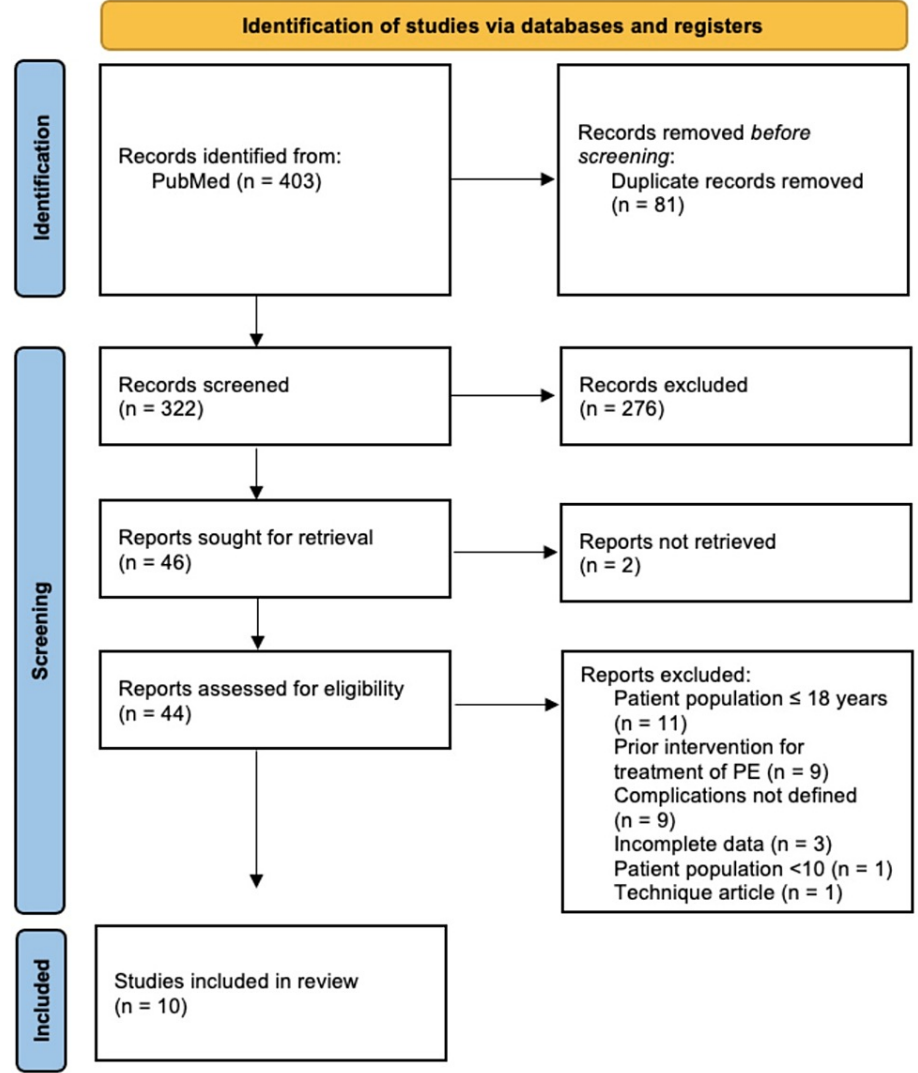 Identification of studies via databases and registers
Identification
Records identified from:
PubMed (n = 403)
Records removed before
screening:
Duplicate records removed
(n = 81)
Screening
Records screened
(n = 322)
Records excluded
(n = 276)
Reports sought for retrieval
(n = 46)
Reports not retrieved
(n = 2)
Reports assessed for eligibility
(n = 44)
Reports excluded:
Patient population ≤ 18 years
(n = 11)
Prior intervention for
treatment of PE (n = 9)
Complications not defined
(n = 9)
Incomplete data (n = 3)
Patient population <10 (n = 1)
Technique article (n = 1)
Included
Studies included in review
(n = 10)